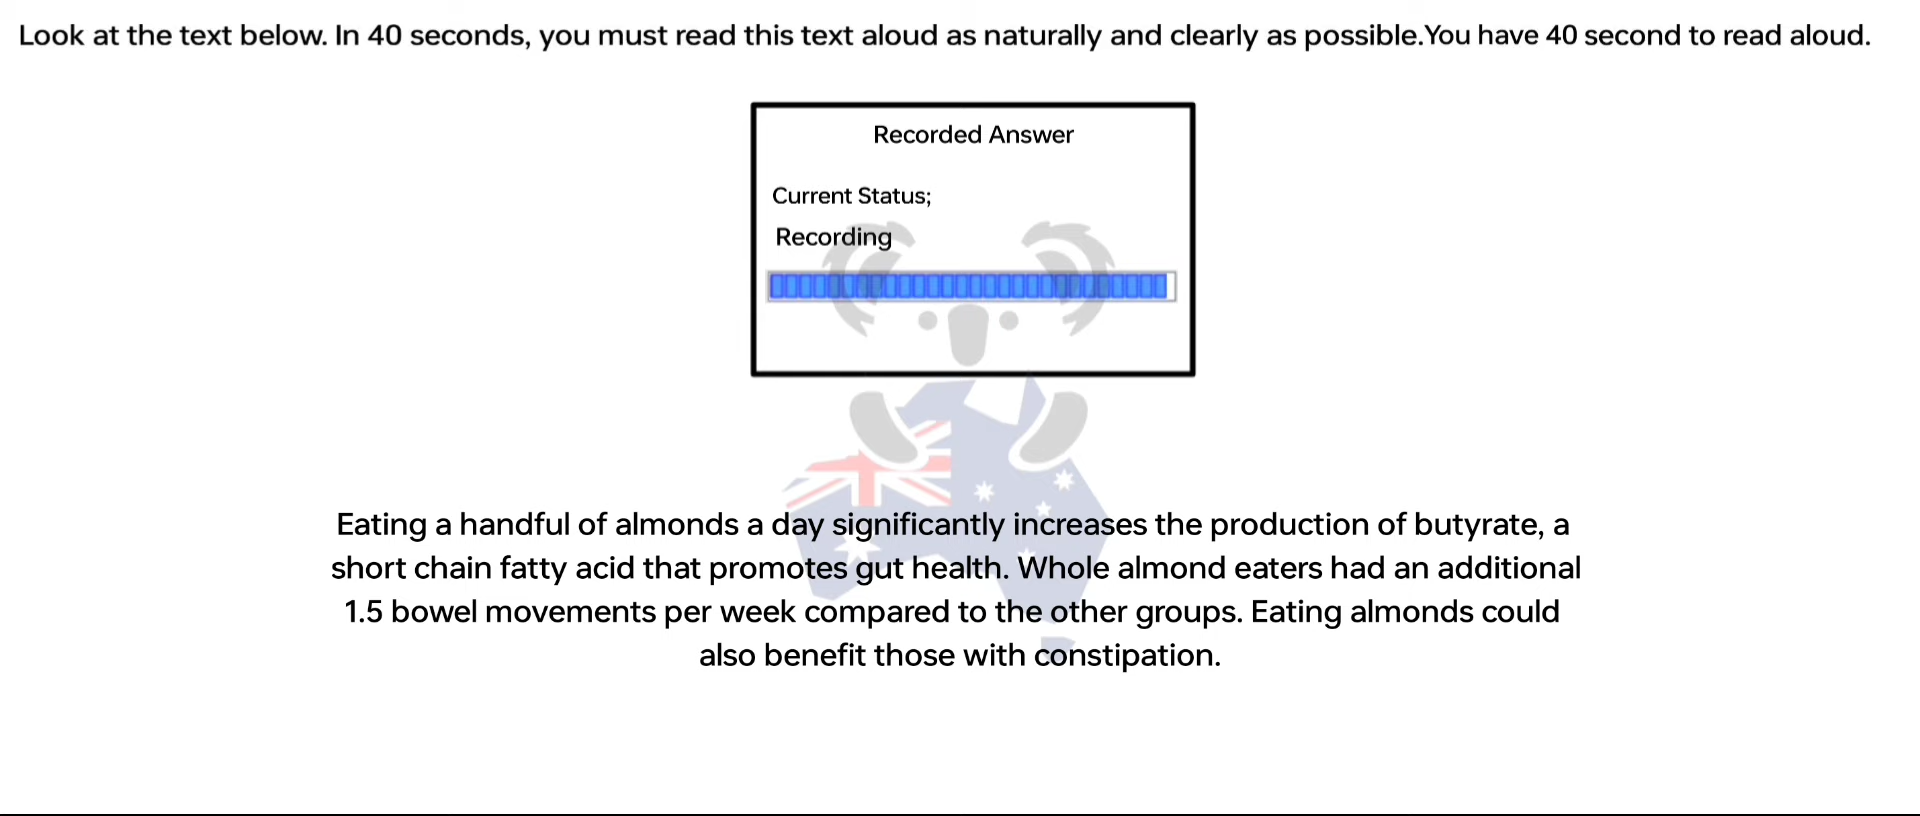 Look at the text below. In 40 seconds, you must read this text aloud as naturally and clearly as possible.You have 40 second to read aloud.
Recorded Answer
Current Status;
Recording
Eating a handful of almonds a day significantly increases the production of butyrate, a
short chain fatty acid that promotes gut health. Whole almond eaters had an additional
1.5 bowel movements per week compared to the other groups. Eating almonds could
also benefit those with constipation.